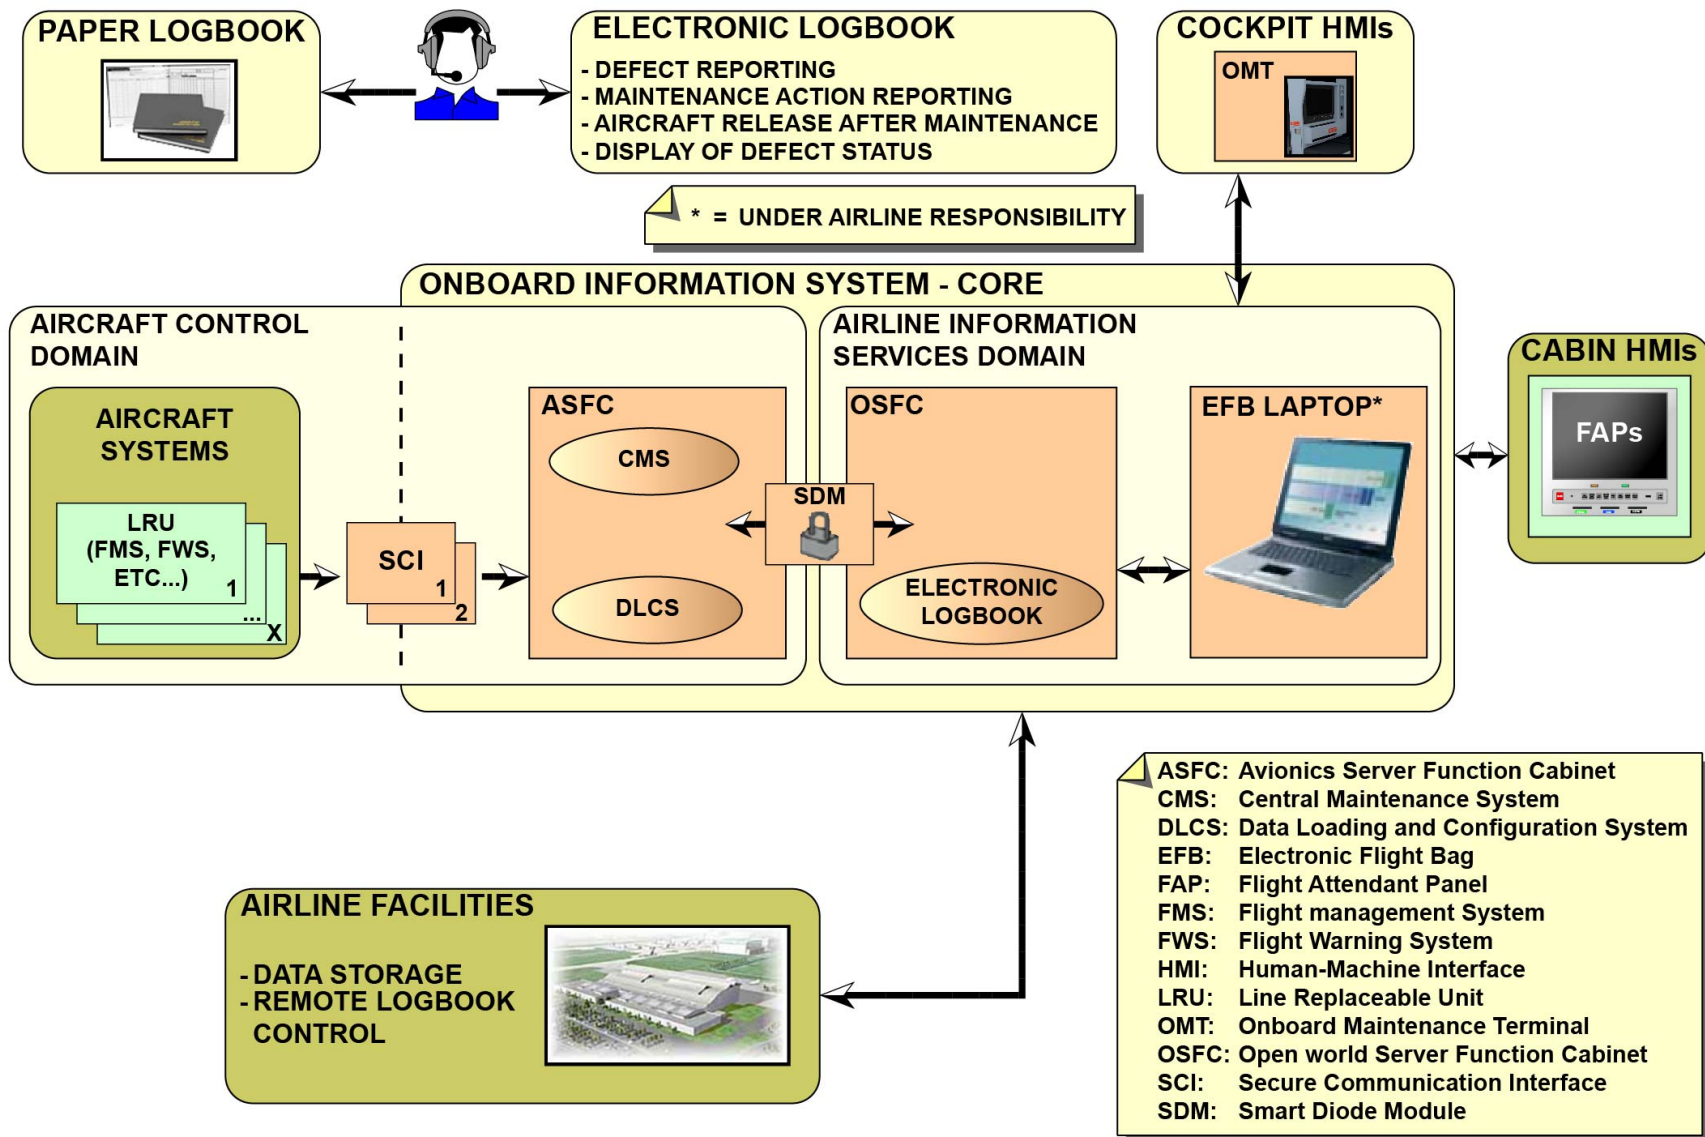 PAPER LOGBOOK
ELECTRONIC LOGBOOK
- DEFECT REPORTING
- MAINTENANCE ACTION REPORTING
- AIRCRAFT RELEASE AFTER MAINTENANCE
- DISPLAY OF DEFECT STATUS
COCKPIT HMIs
OMT
* = UNDER AIRLINE RESPONSIBILITY
ONBOARD INFORMATION SYSTEM - CORE
AIRCRAFT CONTROL
DOMAIN
AIRCRAFT
SYSTEMS
LRU
(FMS, FWS,
ETC...)
1
...
X
SCI
1
2
ASFC
CMS
DLCS
SDM
AIRLINE INFORMATION
SERVICES DOMAIN
OSFC
ELECTRONIC
LOGBOOK
EFB LAPTOP*
CABIN HMIs
FAPs
AIRLINE FACILITIES
- DATA STORAGE
- REMOTE LOGBOOK
CONTROL
ASFC: Avionics Server Function Cabinet
CMS: Central Maintenance System
DLCS: Data Loading and Configuration System
EFB: Electronic Flight Bag
FAP: Flight Attendant Panel
FMS: Flight management System
FWS: Flight Warning System
HMI: Human-Machine Interface
LRU: Line Replaceable Unit
OMT: Onboard Maintenance Terminal
OSFC: Open world Server Function Cabinet
SCI: Secure Communication Interface
SDM: Smart Diode Module